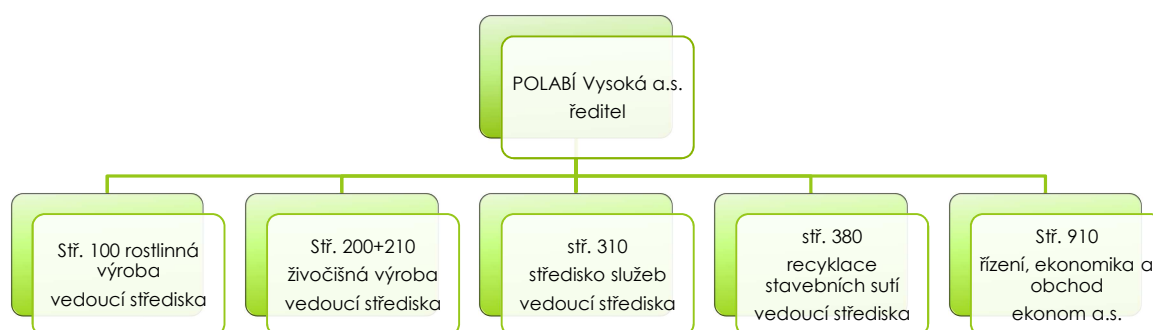 POLABÍ Vysoká a.s.
ředitel
Stř. 100 rostlinná
výroba
vedoucí střediska
Stř. 200+210
živočišná výroba
vedoucí střediska
stř. 310
středisko služeb
vedoucí střediska
stř. 380
recyklace
stavebních sutí
vedoucí střediska
Stř. 910
řízení, ekonomika a
obchod
ekonom a.s.